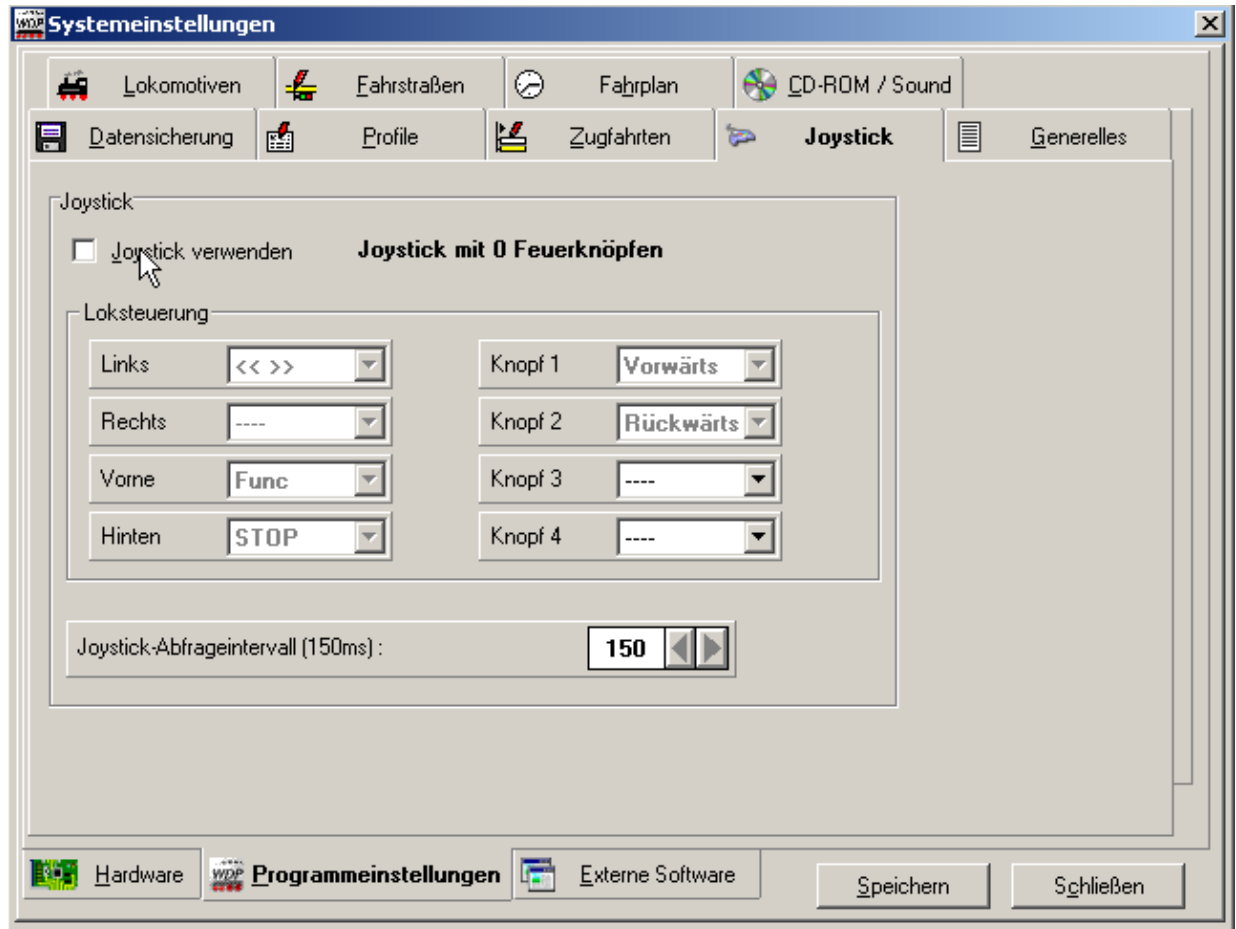 WDP Systemeinstellungen
Lokomotiven Fahrstraßen Fahrplan CD-ROM / Sound
Datensicherung Profile Zugfahrten Joystick Generelles
Joystick
Joystick verwenden Joystick mit 0 Feuerknöpfen
Loksteuerung
Links << >> Knopf 1 Vorwärts
Rechts ---- Knopf 2 Rückwärts
Vorne Func Knopf 3 ----
Hinten STOP Knopf 4 ----
Joystick-Abfrageintervall (150ms) : 150
Hardware WDP Programmeinstellungen Externe Software Speichern Schließen